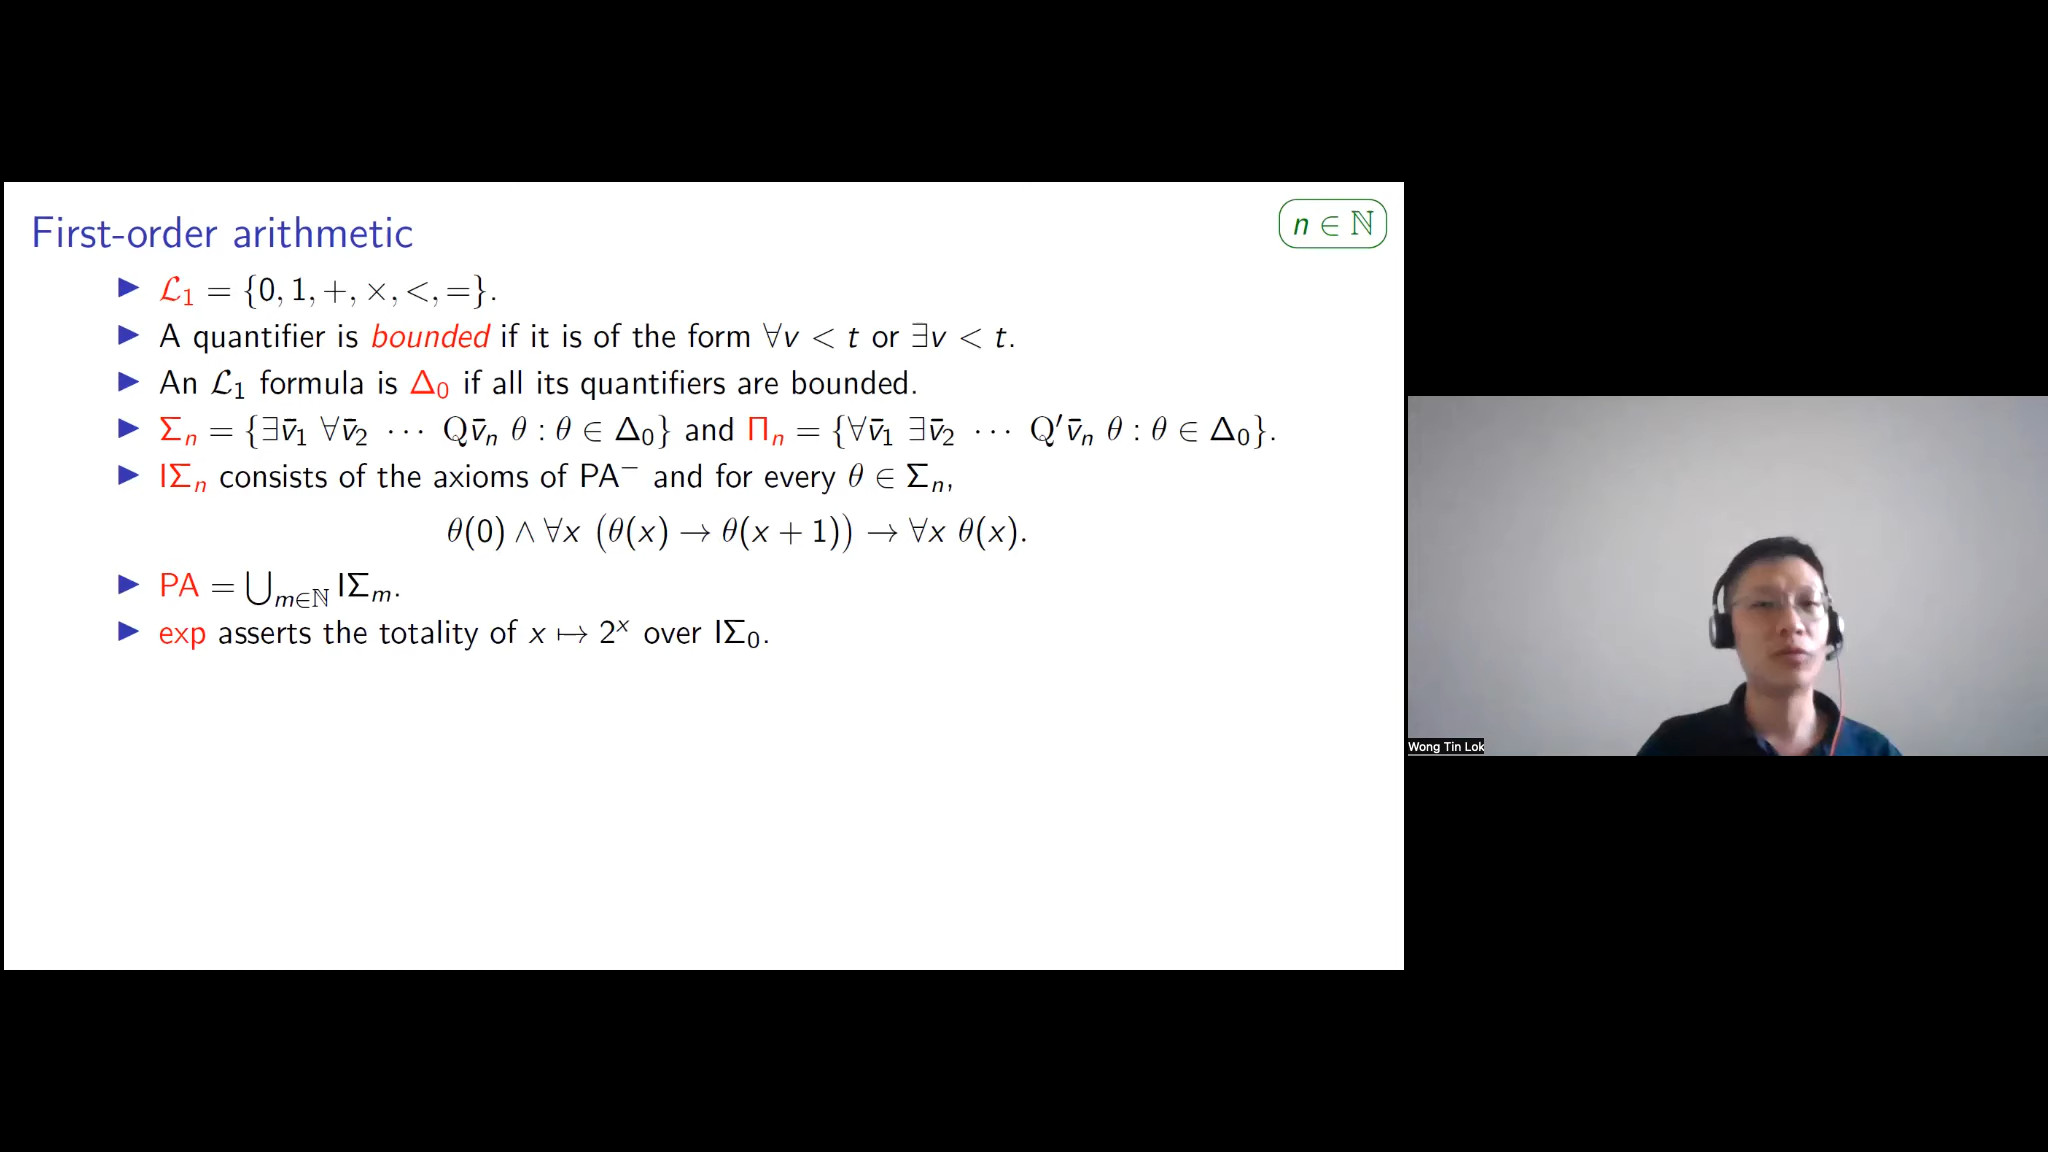 First-order arithmetic
n ∈ ℕ
▶ ℒ₁ = {0, 1, +, ×, <, =}.
▶ A quantifier is bounded if it is of the form ∀v < t or ∃v < t.
▶ An ℒ₁ formula is Δ₀ if all its quantifiers are bounded.
▶ Σₙ = {∃v̄₁ ∀v̄₂ ⋯ Qv̄ₙ θ : θ ∈ Δ₀} and Πₙ = {∀v̄₁ ∃v̄₂ ⋯ Q′v̄ₙ θ : θ ∈ Δ₀}.
▶ IΣₙ consists of the axioms of PA⁻ and for every θ ∈ Σₙ,
θ(0) ∧ ∀x (θ(x) → θ(x + 1)) → ∀x θ(x).
▶ PA = ⋃_{m∈ℕ} IΣₘ.
▶ exp asserts the totality of x ↦ 2ˣ over IΣ₀.
Wong Tin Lok